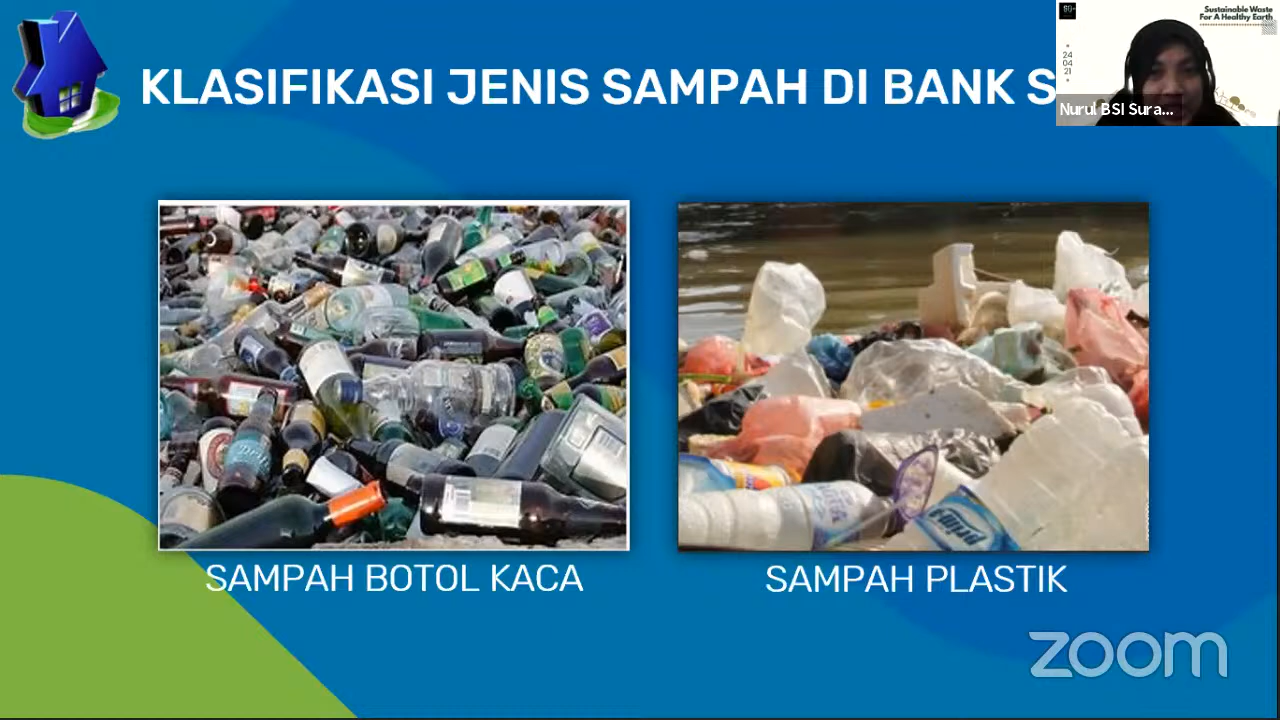 KLASIFIKASI JENIS SAMPAH DI BANK S
Sustainable Waste
For A Healthy Earth
24
04
21
Nurul BSI Sura...
SAMPAH BOTOL KACA
SAMPAH PLASTIK
zoom